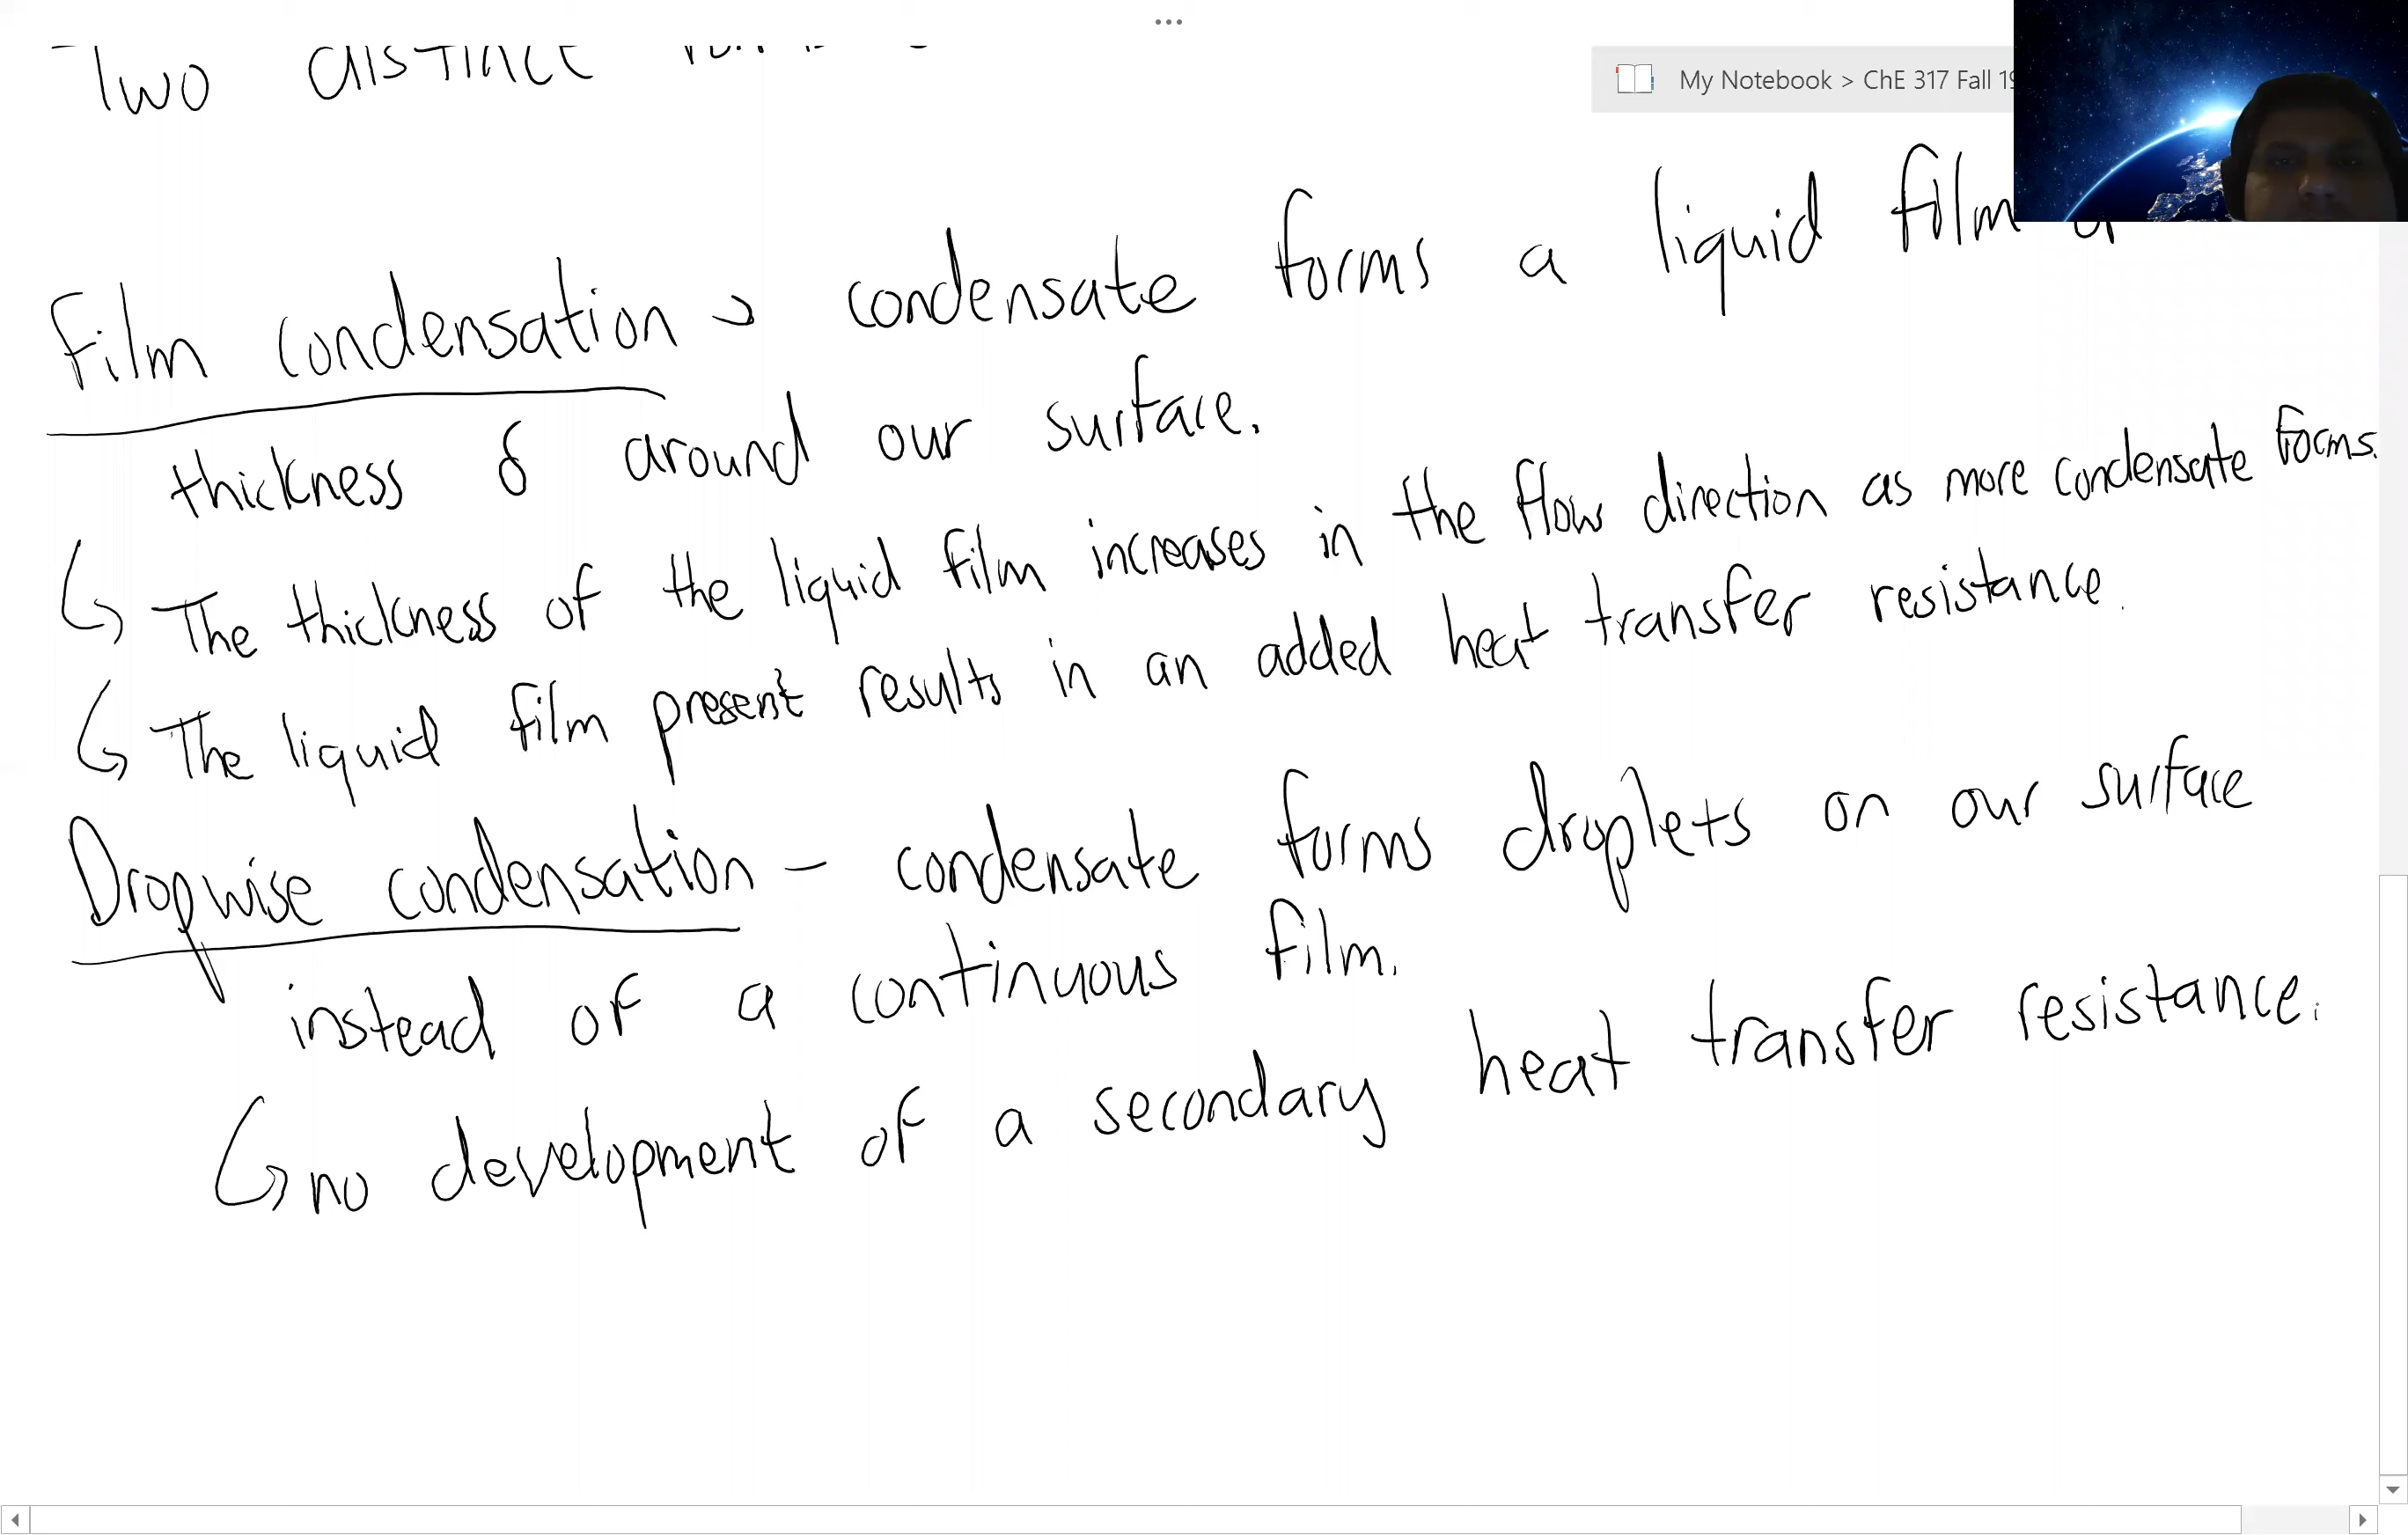 ...
Two distinct
My Notebook > ChE 317 Fall 19
Film condensation → condensate forms a liquid film of
thickness δ around our surface.
↳ The thickness of the liquid film increases in the flow direction as more condensate forms.
↳ The liquid film present results in an added heat transfer resistance.
Dropwise condensation - condensate forms droplets on our surface
instead of a continuous film.
↳ no development of a secondary heat transfer resistance.